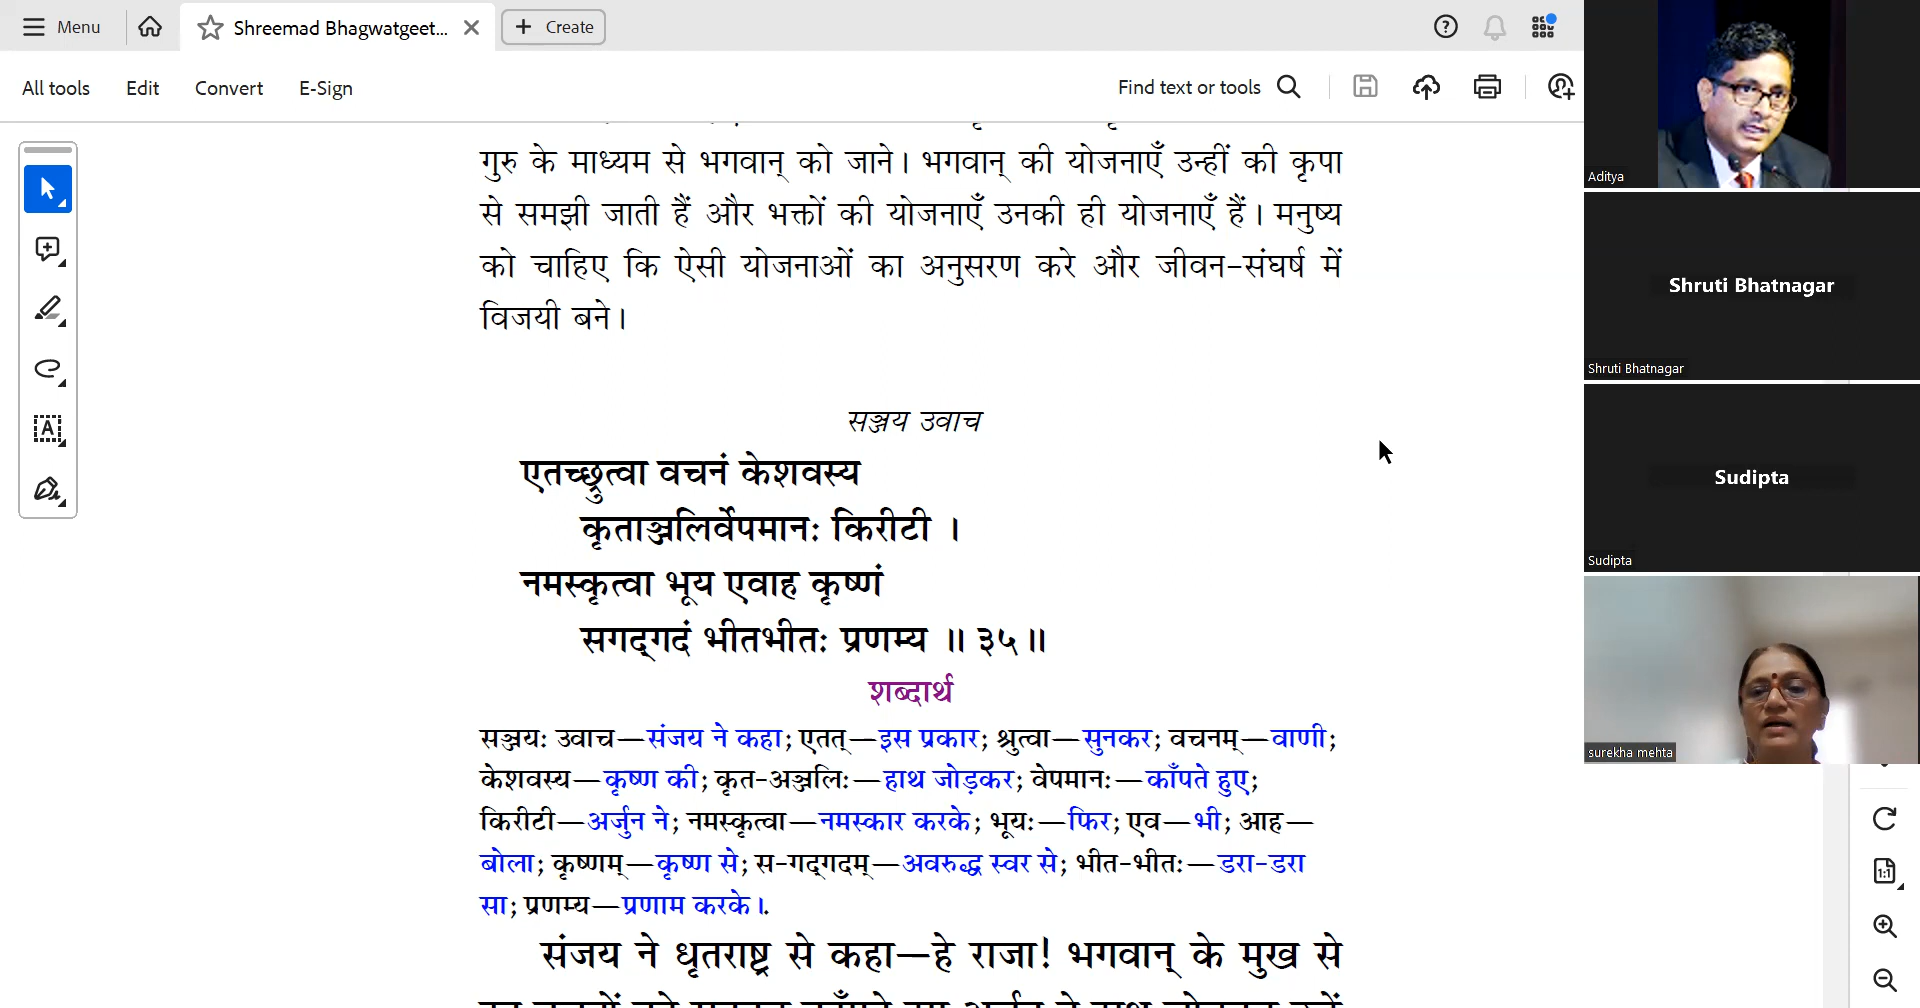 Menu
Shreemad Bhagwatgeet...
Create
All tools
Edit
Convert
E-Sign
Find text or tools
गुरु के माध्यम से भगवान् को जाने। भगवान् की योजनाएँ उन्हीं की कृपा
से समझी जाती हैं और भक्तों की योजनाएँ उनकी ही योजनाएँ हैं। मनुष्य
को चाहिए कि ऐसी योजनाओं का अनुसरण करे और जीवन-संघर्ष में
विजयी बने।
सञ्जय उवाच
एतच्छ्रुत्वा वचनं केशवस्य
कृताञ्जलिर्वेपमानः किरीटी ।
नमस्कृत्वा भूय एवाह कृष्णं
सगद्‌गदं भीतभीतः प्रणम्य ॥ ३५॥
शब्दार्थ
सञ्जयः उवाच—संजय ने कहा; एतत्—इस प्रकार; श्रुत्वा—सुनकर; वचनम्—वाणी;
केशवस्य—कृष्ण की; कृत-अञ्जलिः—हाथ जोड़कर; वेपमानः—काँपते हुए;
किरीटी—अर्जुन ने; नमस्कृत्वा—नमस्कार करके; भूयः—फिर; एव—भी; आह—
बोला; कृष्णम्—कृष्ण से; स-गद्‌गदम्—अवरुद्ध स्वर से; भीत-भीतः—डरा-डरा
सा; प्रणम्य—प्रणाम करके।.
संजय ने धृतराष्ट्र से कहा—हे राजा! भगवान् के मुख से
Aditya
Shruti Bhatnagar
Shruti Bhatnagar
Sudipta
Sudipta
surekha mehta
1:1